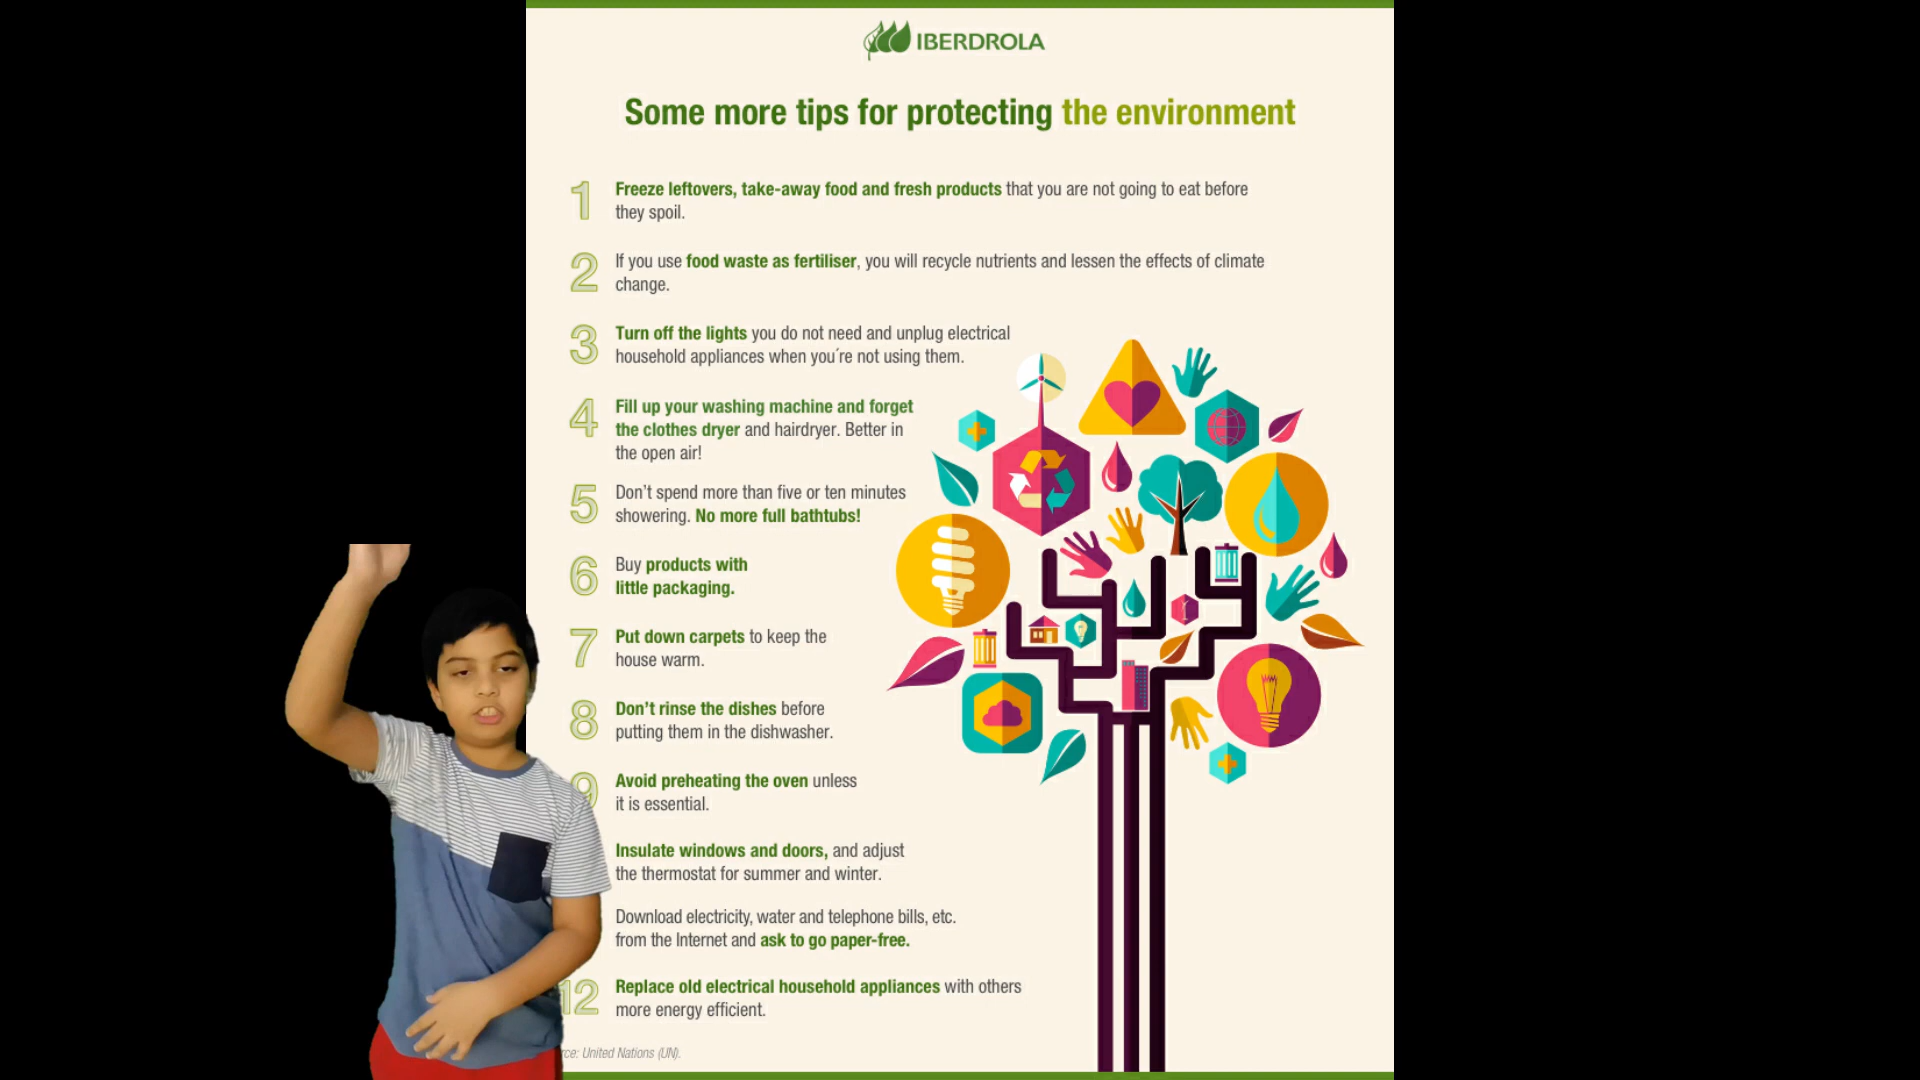 IBERDROLA
Some more tips for protecting the environment
1
Freeze leftovers, take-away food and fresh products that you are not going to eat before
they spoil.
2
If you use food waste as fertiliser, you will recycle nutrients and lessen the effects of climate
change.
3
Turn off the lights you do not need and unplug electrical
household appliances when you´re not using them.
4
Fill up your washing machine and forget
the clothes dryer and hairdryer. Better in
the open air!
5
Don't spend more than five or ten minutes
showering. No more full bathtubs!
6
Buy products with
little packaging.
7
Put down carpets to keep the
house warm.
8
Don't rinse the dishes before
putting them in the dishwasher.
9
Avoid preheating the oven unless
it is essential.
Insulate windows and doors, and adjust
the thermostat for summer and winter.
Download electricity, water and telephone bills, etc.
from the Internet and ask to go paper-free.
12
Replace old electrical household appliances with others
more energy efficient.
United Nations (UN).